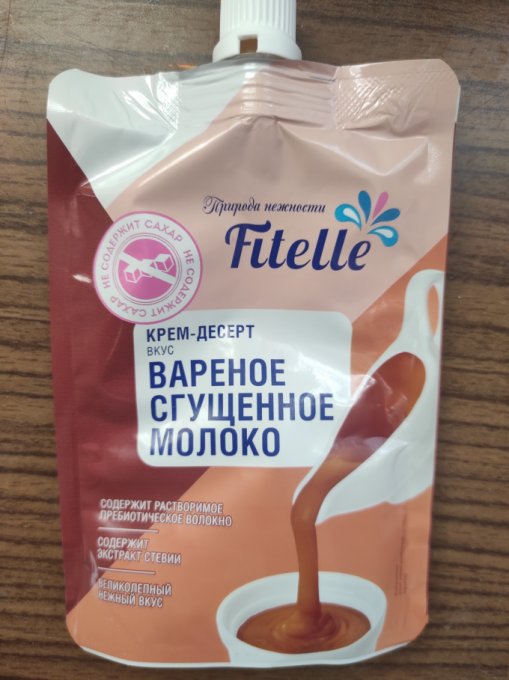 Природа нежности
Fitelle
НЕ СОДЕРЖИТ САХАР
НЕ СОДЕРЖИТ САХАР
КРЕМ-ДЕСЕРТ
ВКУС
ВАРЕНОЕ
СГУЩЕННОЕ
МОЛОКО
СОДЕРЖИТ РАСТВОРИМОЕ
ПРЕБИОТИЧЕСКОЕ ВОЛОКНО
СОДЕРЖИТ
ЭКСТРАКТ СТЕВИИ
ВЕЛИКОЛЕПНЫЙ
НЕЖНЫЙ ВКУС